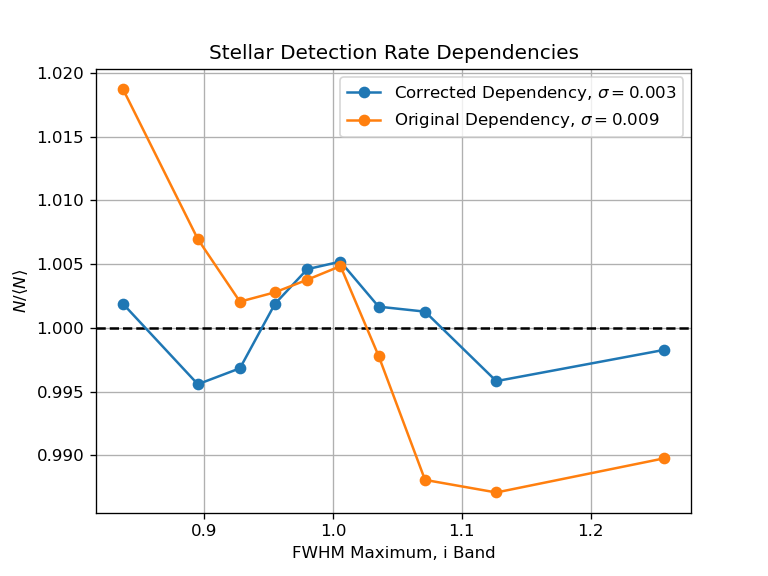 Stellar Detection Rate Dependencies
Corrected Dependency, σ = 0.003
Original Dependency, σ = 0.009
1.020
1.015
1.010
1.005
1.000
0.995
0.990
N/⟨N⟩
0.9 1.0 1.1 1.2
FWHM Maximum, i Band